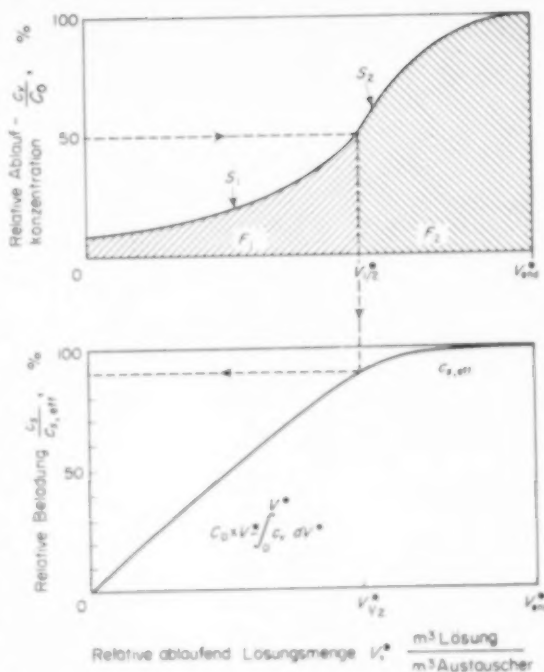 Relative Ablauf – konzentration c_v/C_0 , %
100
50
0
S_1
S_2
F_1
F_2
V*_1/2
V*_end
Relative Beladung c_s/c_s,eff , %
100
50
0
c_s,eff
C_0 × V* – ∫_0^V* c_v dV*
V*_1/2
V*_end
Relative ablaufend Lösungsmenge V_*^* m³ Lösung / m³ Austauscher